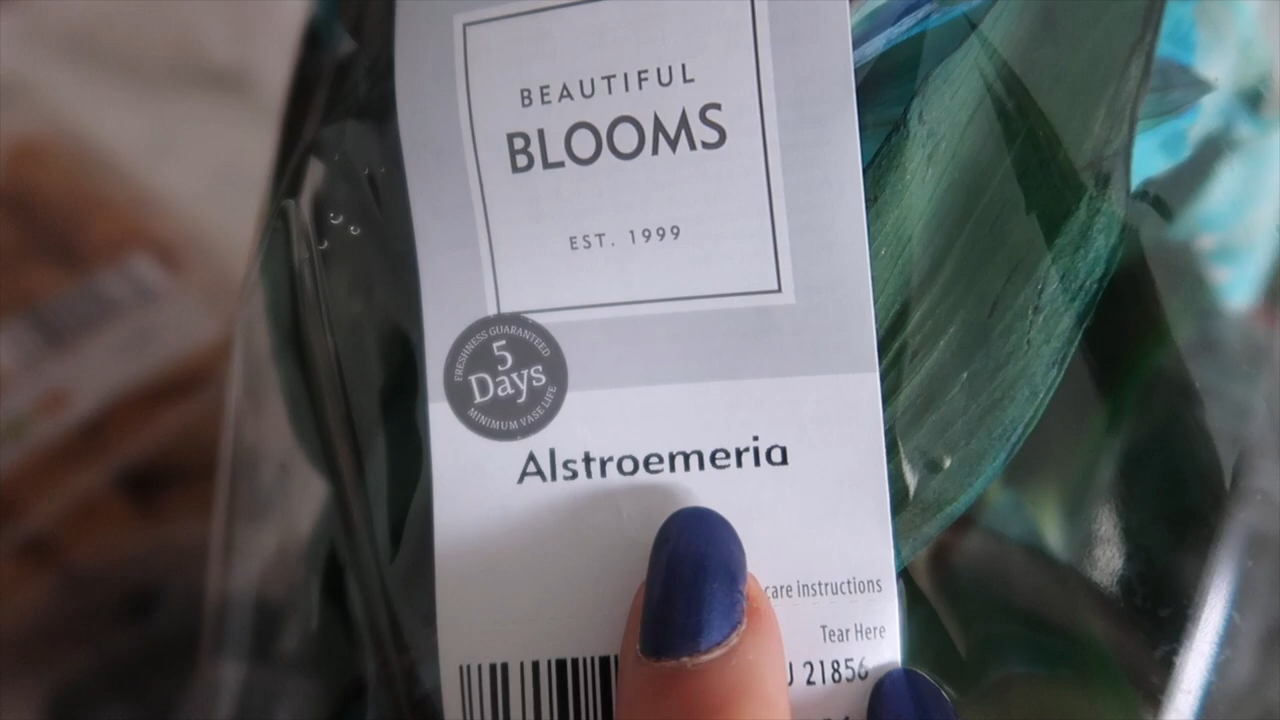 BEAUTIFUL
BLOOMS
EST. 1999
FRESHNESS GUARANTEED
5
Days
MINIMUM VASE LIFE
Alstroemeria
care instructions
Tear Here
21856